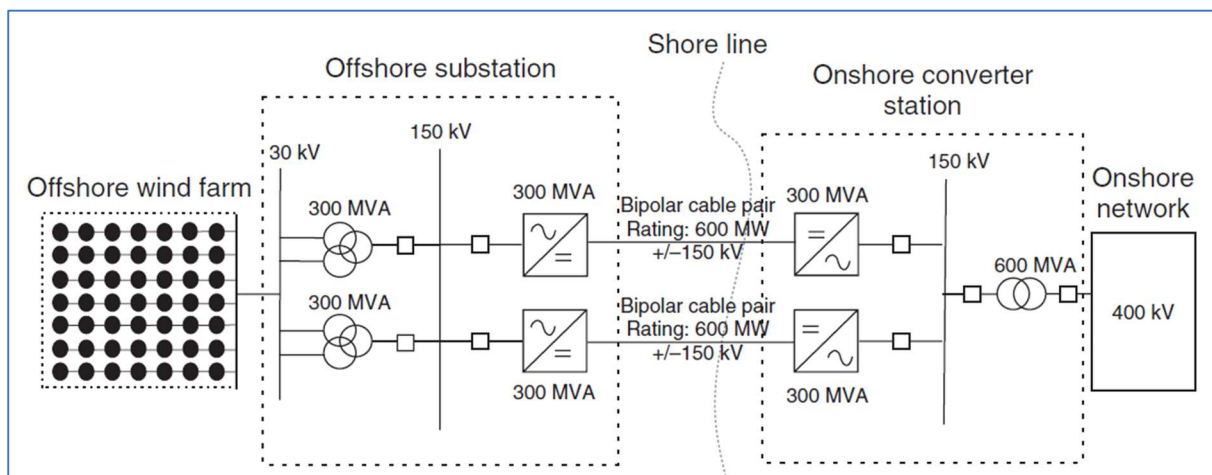 Shore line
Offshore substation
Onshore converter
station
150 kV
30 kV
150 kV
Offshore wind farm
300 MVA
300 MVA
Bipolar cable pair
Rating: 600 MW
+/–150 kV
300 MVA
Onshore
network
600 MVA
300 MVA
Bipolar cable pair
Rating: 600 MW
+/–150 kV
400 kV
300 MVA
300 MVA